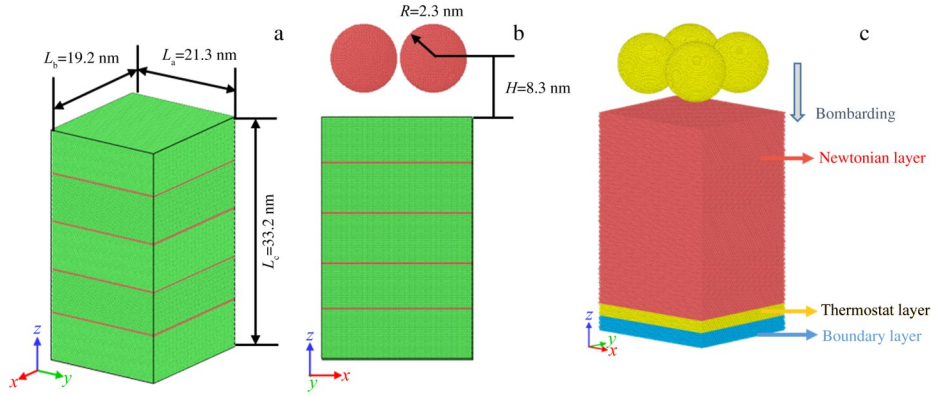 a
L_b=19.2 nm
L_a=21.3 nm
L_c=33.2 nm
z
x
y
b
R=2.3 nm
H=8.3 nm
z
y
x
c
Bombarding
Newtonian layer
Thermostat layer
Boundary layer
z
y
x